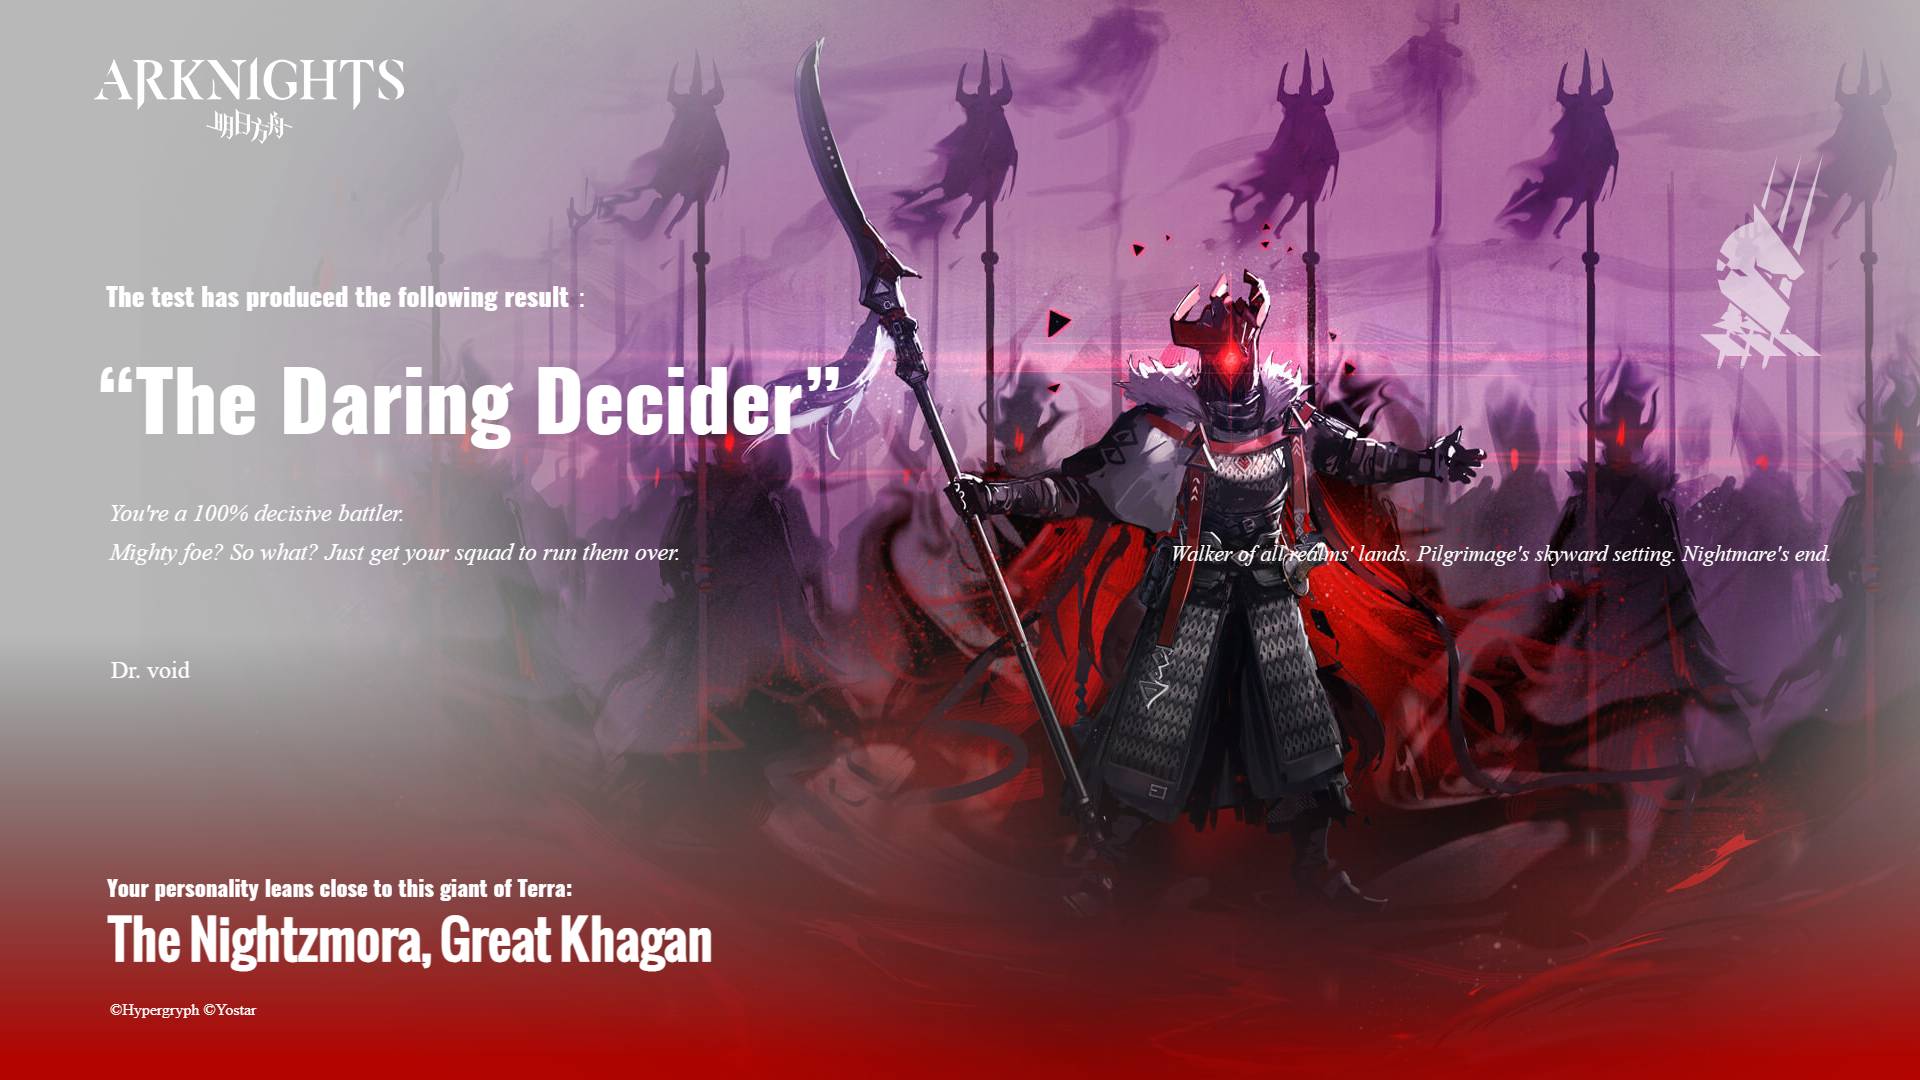 ARKNIGHTS
明日方舟
The test has produced the following result：
“The Daring Decider”
You're a 100% decisive battler.
Mighty foe? So what? Just get your squad to run them over.
Walker of all realms' lands. Pilgrimage's skyward setting. Nightmare's end.
Dr. void
Your personality leans close to this giant of Terra:
The Nightzmora, Great Khagan
©Hypergryph ©Yostar